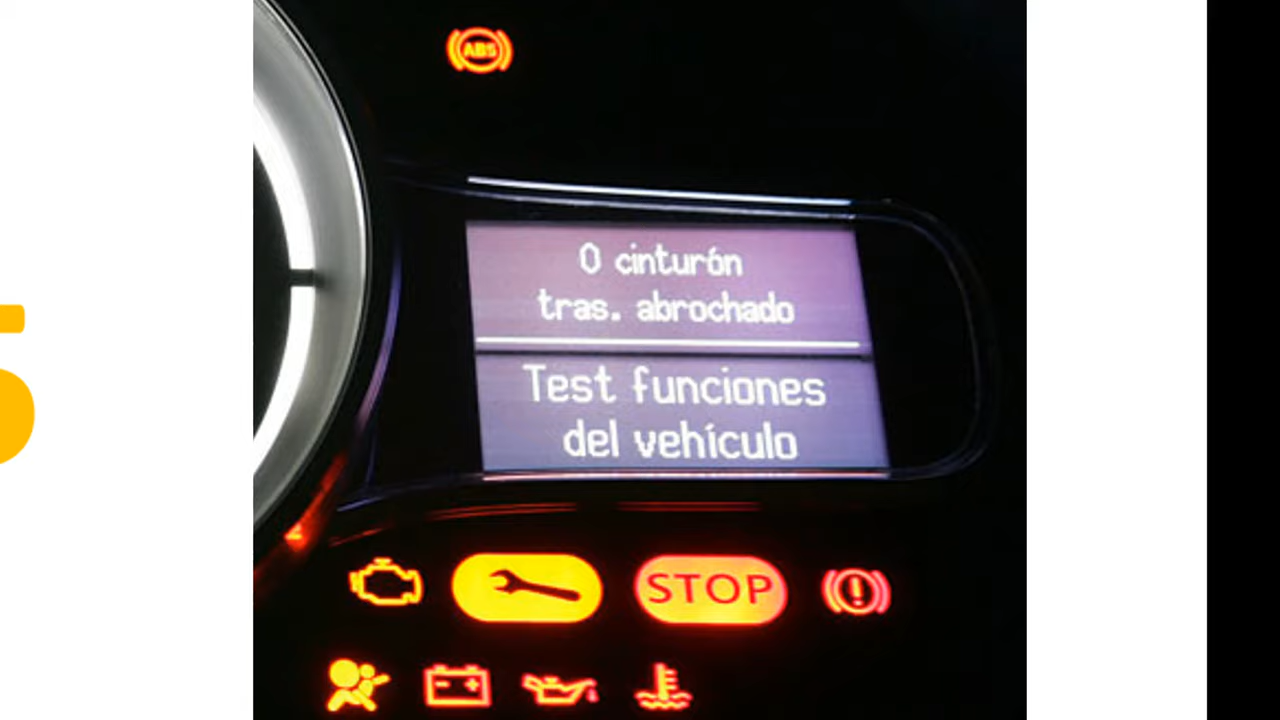 ABS
0 cinturón
tras. abrochado
Test funciones
del vehículo
STOP